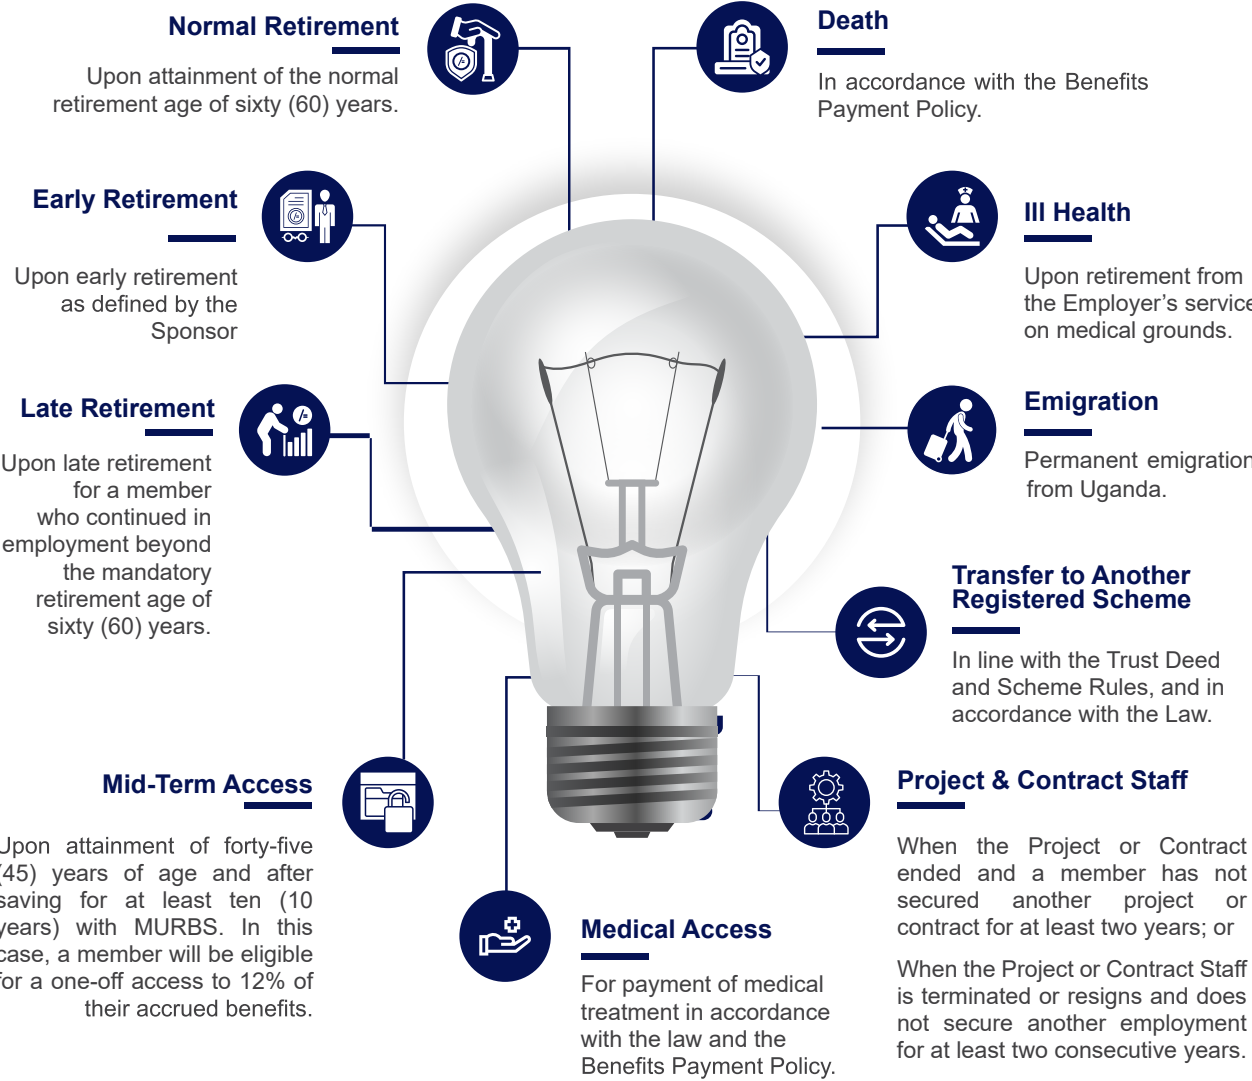 Normal Retirement
Upon attainment of the normal
retirement age of sixty (60) years.
Death
In accordance with the Benefits
Payment Policy.
Early Retirement
Upon early retirement
as defined by the
Sponsor
Ill Health
Upon retirement from
the Employer's service
on medical grounds.
Late Retirement
Upon late retirement
for a member
who continued in
employment beyond
the mandatory
retirement age of
sixty (60) years.
Emigration
Permanent emigration
from Uganda.
Transfer to Another
Registered Scheme
In line with the Trust Deed
and Scheme Rules, and in
accordance with the Law.
Mid-Term Access
Upon attainment of forty-five
(45) years of age and after
saving for at least ten (10
years) with MURBS. In this
case, a member will be eligible
for a one-off access to 12% of
their accrued benefits.
Medical Access
For payment of medical
treatment in accordance
with the law and the
Benefits Payment Policy.
Project & Contract Staff
When the Project or Contract
ended and a member has not
secured another project or
contract for at least two years; or
When the Project or Contract Staff
is terminated or resigns and does
not secure another employment
for at least two consecutive years.